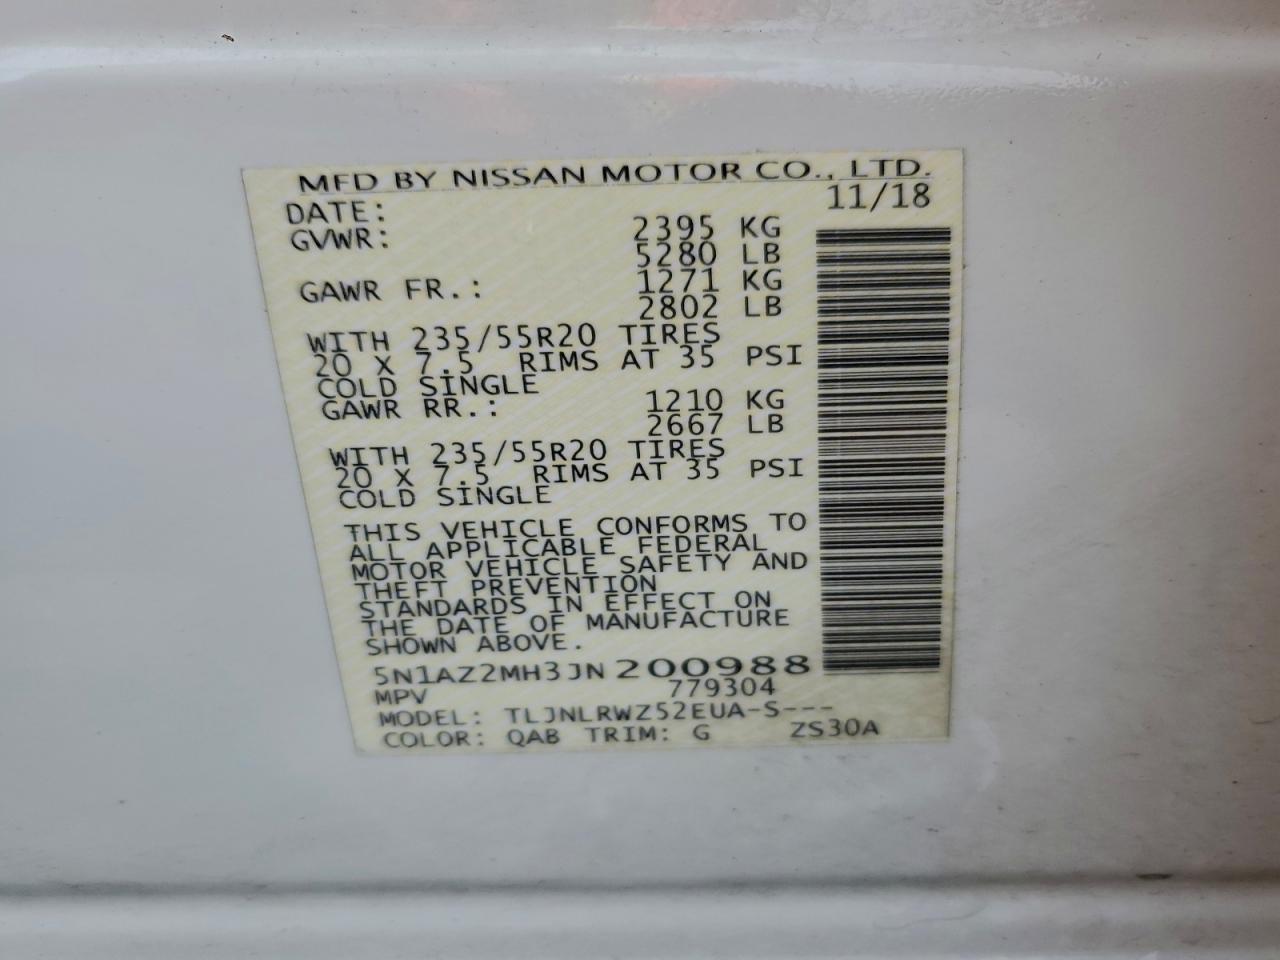 MFD BY NISSAN MOTOR CO., LTD.
DATE: 11/18
GVWR: 2395 KG
5280 LB
GAWR FR.: 1271 KG
2802 LB
WITH 235/55R20 TIRES
20 X 7.5 RIMS AT 35 PSI
COLD SINGLE
GAWR RR.: 1210 KG
2667 LB
WITH 235/55R20 TIRES
20 X 7.5 RIMS AT 35 PSI
COLD SINGLE
THIS VEHICLE CONFORMS TO
ALL APPLICABLE FEDERAL
MOTOR VEHICLE SAFETY AND
THEFT PREVENTION
STANDARDS IN EFFECT ON
THE DATE OF MANUFACTURE
SHOWN ABOVE.
5N1AZ2MH3JN200988
MPV 779304
MODEL: TLJNLRWZ52EUA-S---
COLOR: QAB TRIM: G ZS30A